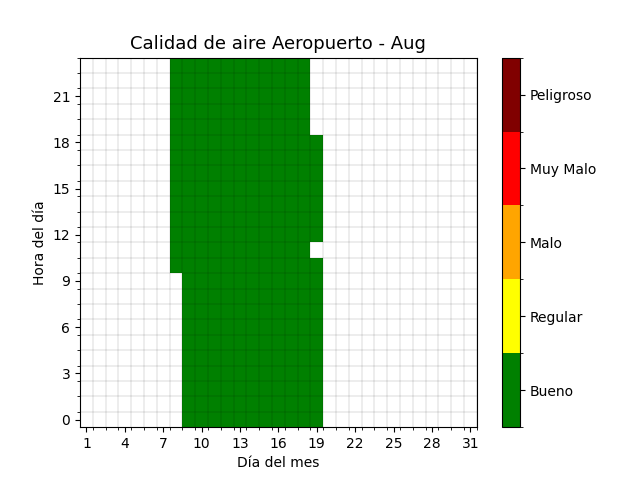 Calidad de aire Aeropuerto - Aug
21
18
15
12
9
6
3
0
Hora del día
1 4 7 10 13 16 19 22 25 28 31
Día del mes
Peligroso
Muy Malo
Malo
Regular
Bueno